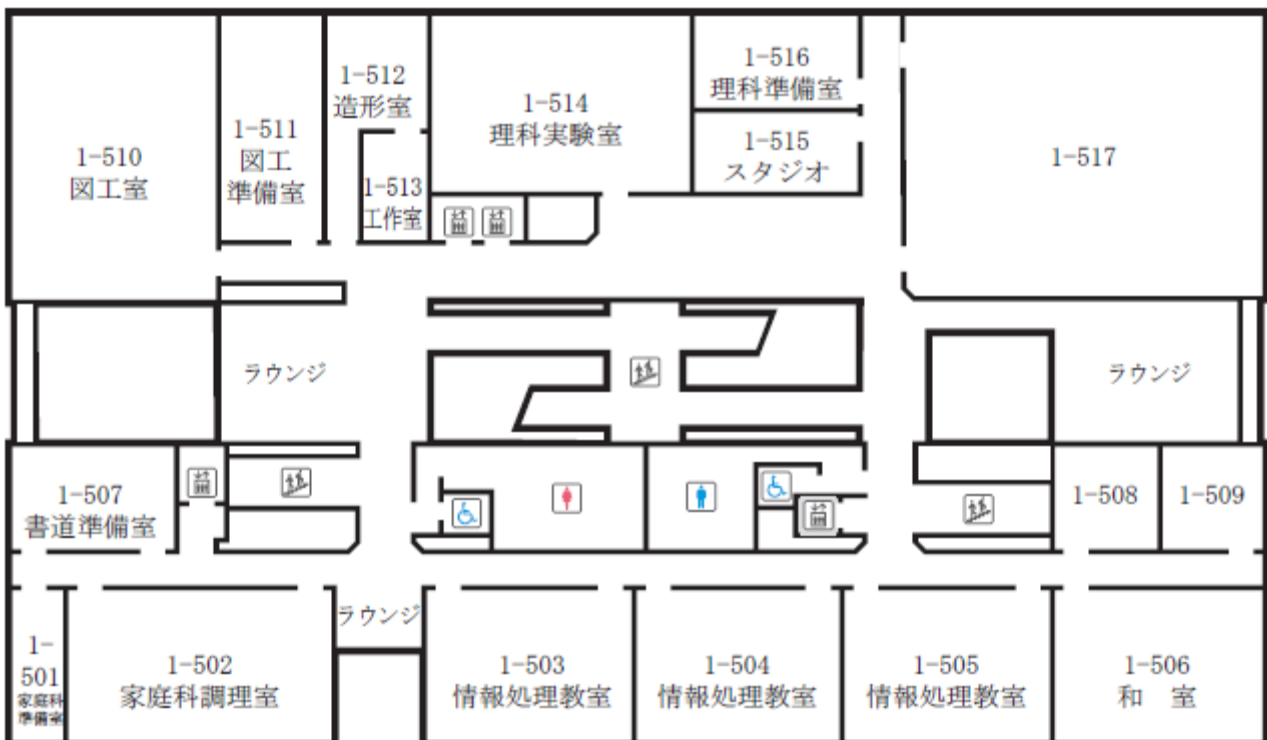 1-510
図工室
1-511
図工
準備室
1-512
造形室
1-513
工作室
1-514
理科実験室
1-516
理科準備室
1-515
スタジオ
1-517
ラウンジ
ラウンジ
1-507
書道準備室
1-508
1-509
1-
501
家庭科
準備室
1-502
家庭科調理室
ラウンジ
1-503
情報処理教室
1-504
情報処理教室
1-505
情報処理教室
1-506
和　室